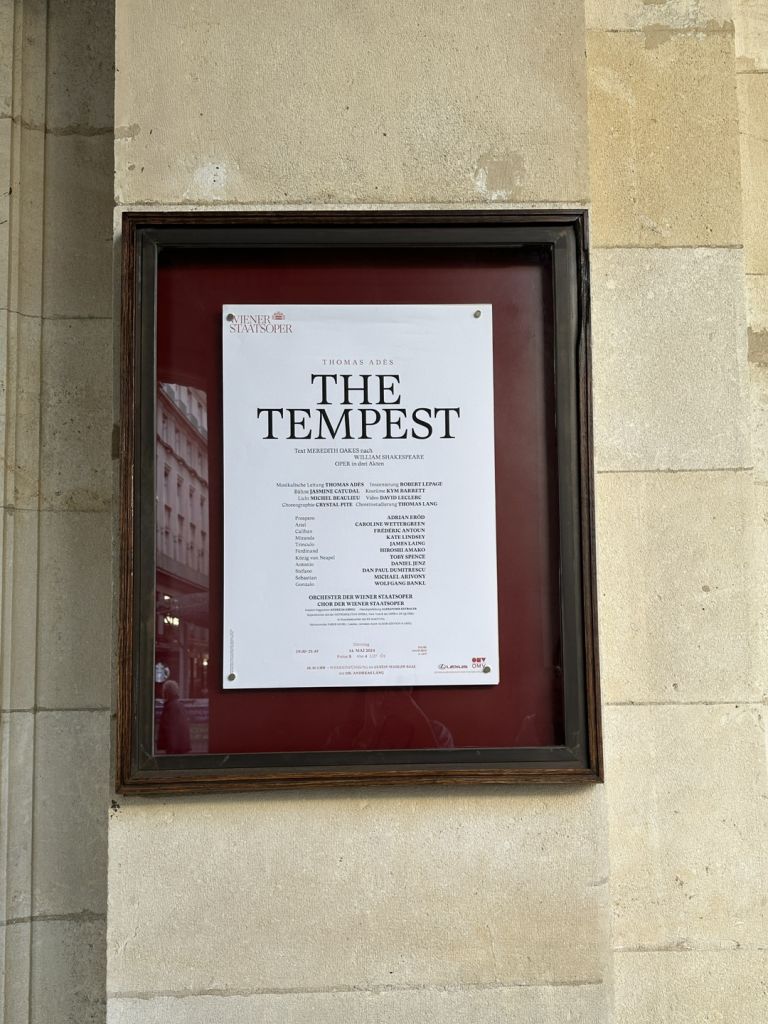 WIENER
STAATSOPER
THOMAS ADÈS
THE
TEMPEST
Text MEREDITH OAKES nach
WILLIAM SHAKESPEARE
OPER in drei Akten
Musikalische Leitung THOMAS ADÈS Inszenierung ROBERT LEPAGE
Bühne JASMINE CATUDAL Kostüme KYM BARRETT
Licht MICHEL BEAULIEU Video DAVID LECLERC
Choreographie CRYSTAL PITE Choreinstudierung THOMAS LANG
Prospero ADRIAN ERÖD
Ariel CAROLINE WETTERGREEN
Caliban FRÉDÉRIC ANTOUN
Miranda KATE LINDSEY
Trinculo JAMES LAING
Ferdinand HIROSHI AMAKO
König von Neapel TOBY SPENCE
Antonio DANIEL JENZ
Stefano DAN PAUL DUMITRESCU
Sebastian MICHAEL ARIVONY
Gonzalo WOLFGANG BANKL
ORCHESTER DER WIENER STAATSOPER
CHOR DER WIENER STAATSOPER
MAI 2024
DR. ANDREAS LÁNG
LEXUS
OMV